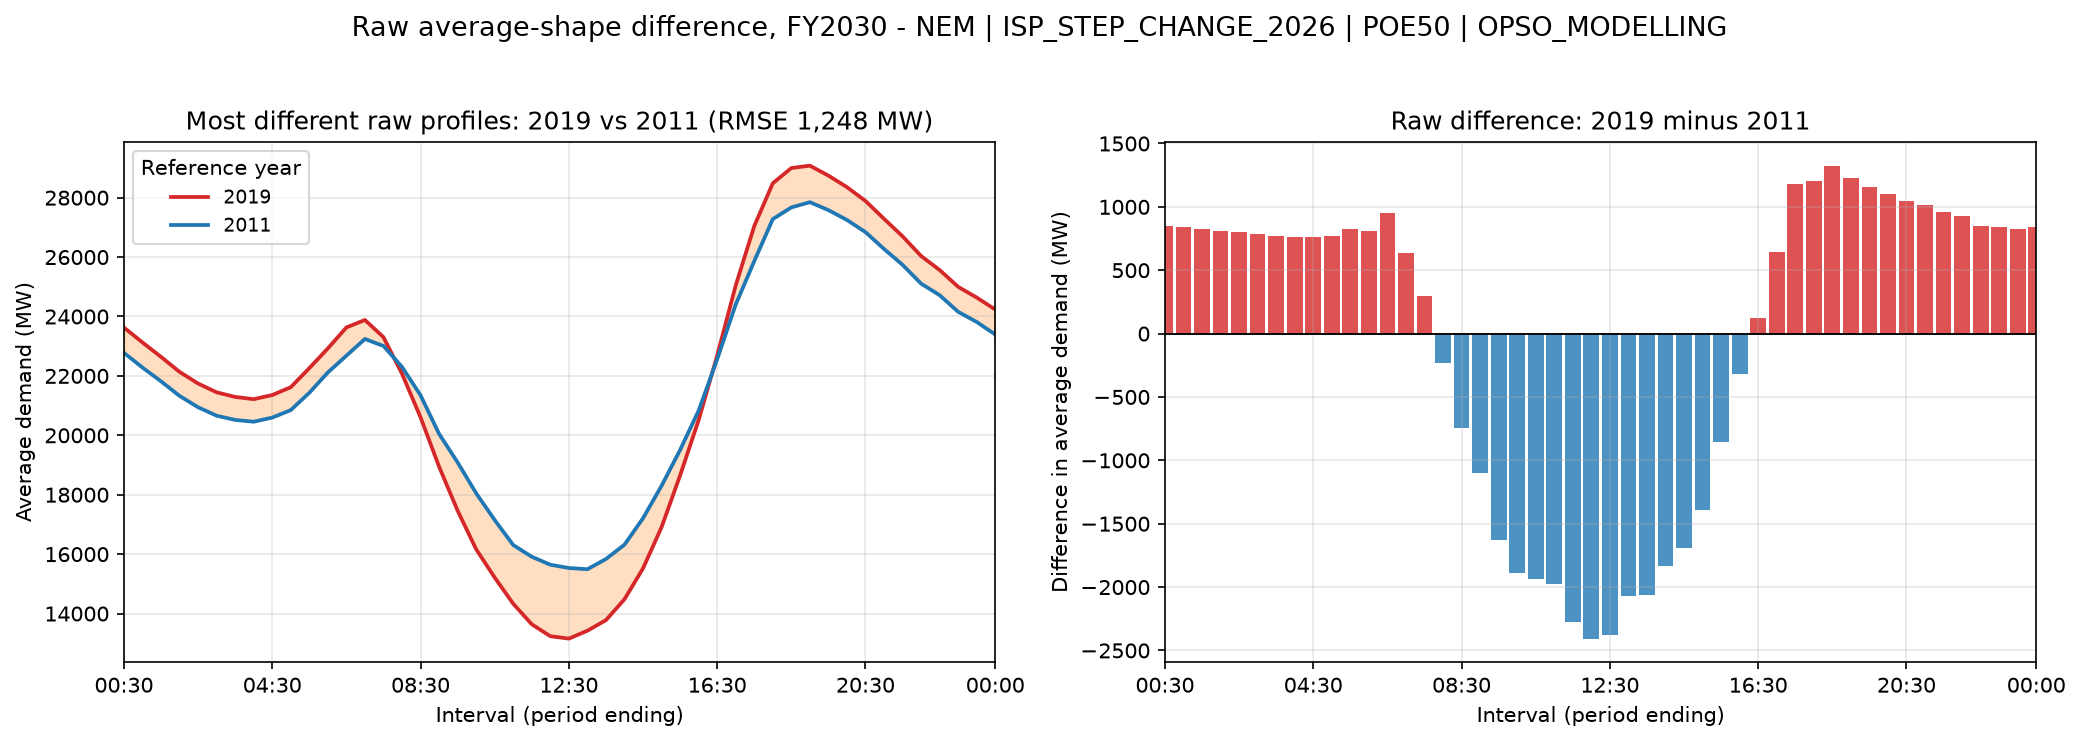 Raw average-shape difference, FY2030 - NEM | ISP_STEP_CHANGE_2026 | POE50 | OPSO_MODELLING
Most different raw profiles: 2019 vs 2011 (RMSE 1,248 MW)
Reference year
2019
2011
28000
26000
24000
22000
20000
18000
16000
14000
Average demand (MW)
00:30 04:30 08:30 12:30 16:30 20:30 00:00
Interval (period ending)
Raw difference: 2019 minus 2011
1500
1000
500
0
−500
−1000
−1500
−2000
−2500
Difference in average demand (MW)
00:30 04:30 08:30 12:30 16:30 20:30 00:00
Interval (period ending)